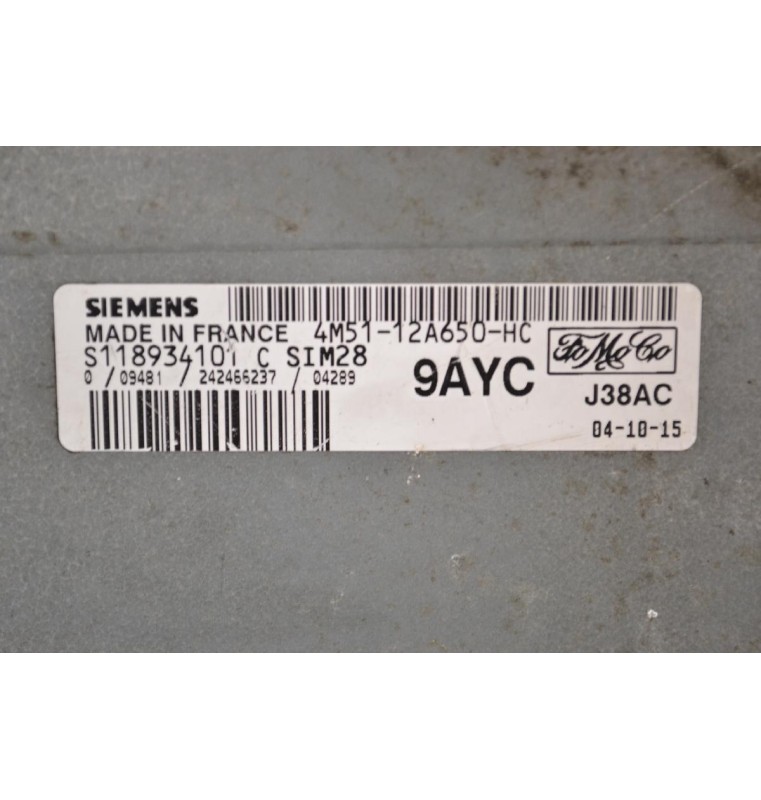 SIEMENS
MADE IN FRANCE 4M51-12A650-HC
S118934101 C SIM28
0 / 09481 / 242466237 / 04289
9AYC
FoMoCo
J38AC
04-10-15